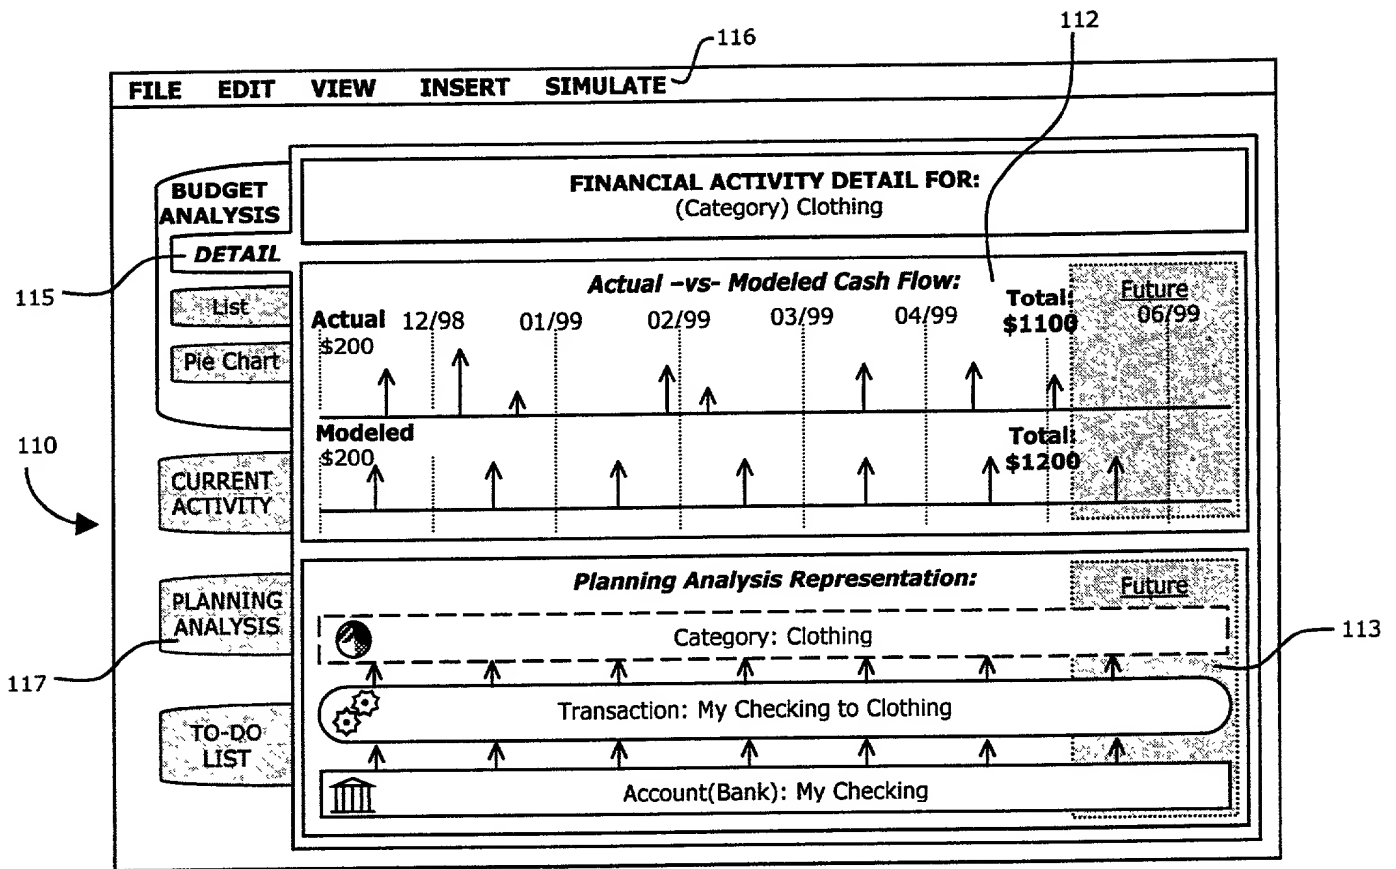 112
116
FILE EDIT VIEW INSERT SIMULATE
FINANCIAL ACTIVITY DETAIL FOR:
(Category) Clothing
BUDGET
ANALYSIS
DETAIL
115
List
Pie Chart
Actual –vs- Modeled Cash Flow:
Total:
$1100
Future
Actual 12/98 01/99 02/99 03/99 04/99 06/99
$200
Modeled
$200
Total:
$1200
110
CURRENT
ACTIVITY
PLANNING
ANALYSIS
117
TO-DO
LIST
Planning Analysis Representation:
Future
Category: Clothing
113
Transaction: My Checking to Clothing
Account(Bank): My Checking